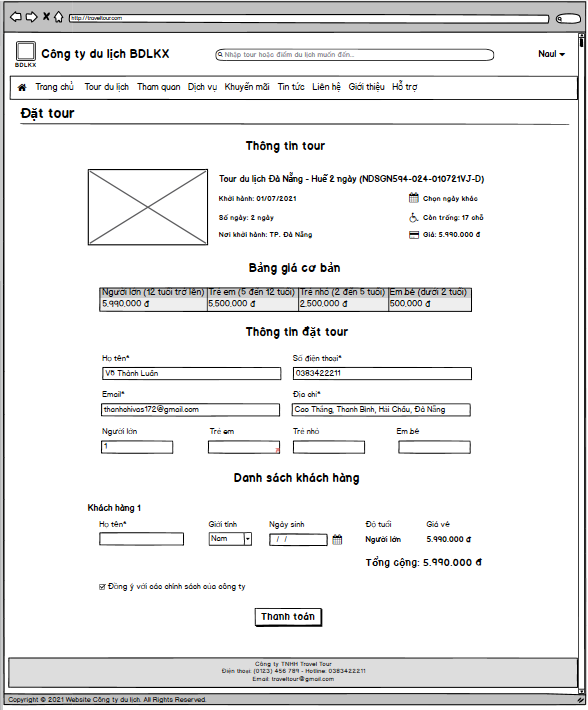 http://traveltour.com
BDLKX
Công ty du lịch BDLKX
Nhập tour hoặc điểm du lịch muốn đến..
Naul
Trang chủ Tour du lịch Tham quan Dịch vụ Khuyến mãi Tin tức Liên hệ Giới thiệu Hỗ trợ
Đặt tour
Thông tin tour
Tour du lịch Đà Nẵng - Huế 2 ngày (NDSGN594-024-010721VJ-D)
Khởi hành: 01/07/2021 Chọn ngày khác
Số ngày: 2 ngày Còn trống: 17 chỗ
Nơi khởi hành: TP. Đà Nẵng Giá: 5.990.000 đ
Bảng giá cơ bản
Người lớn (12 tuổi trở lên) Trẻ em (5 đến 12 tuổi) Trẻ nhỏ (2 đến 5 tuổi) Em bé (dưới 2 tuổi)
5.990,000 đ 5,500,000 đ 2,500,000 đ 500,000 đ
Thông tin đặt tour
Họ tên* Số điện thoại*
Võ Thành Luân 0383422211
Email* Địa chỉ*
thanhchivas172@gmail.com Cao Thắng, Thanh Bình, Hải Châu, Đà Nẵng
Người lớn Trẻ em Trẻ nhỏ Em bé
1
Danh sách khách hàng
Khách hàng 1
Họ tên* Giới tính Ngày sinh Độ tuổi Giá vé
Nam / / Người lớn 5.990.000 đ
Tổng cộng: 5.990.000 đ
Đồng ý với các chính sách của công ty
Thanh toán
Công ty TNHH Travel Tour
Điện thoại: (0123) 456 789 - Hotline: 0383422211
Email: traveltour@gmail.com
Copyright © 2021 Website Công ty du lịch. All Rights Reserved.